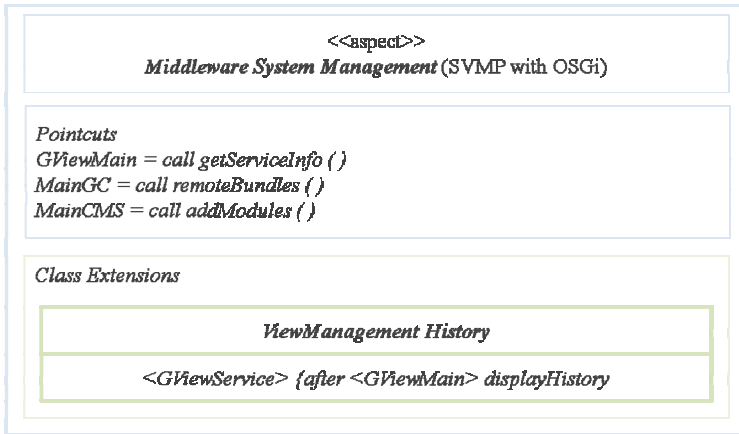 <<aspect>>
Middleware System Management (SVMP with OSGi)
Pointcuts
GViewMain = call getServiceInfo ( )
MainGC = call remoteBundles ( )
MainCMS = call addModules ( )
Class Extensions
ViewManagement History
<GViewService> {after <GViewMain> displayHistory